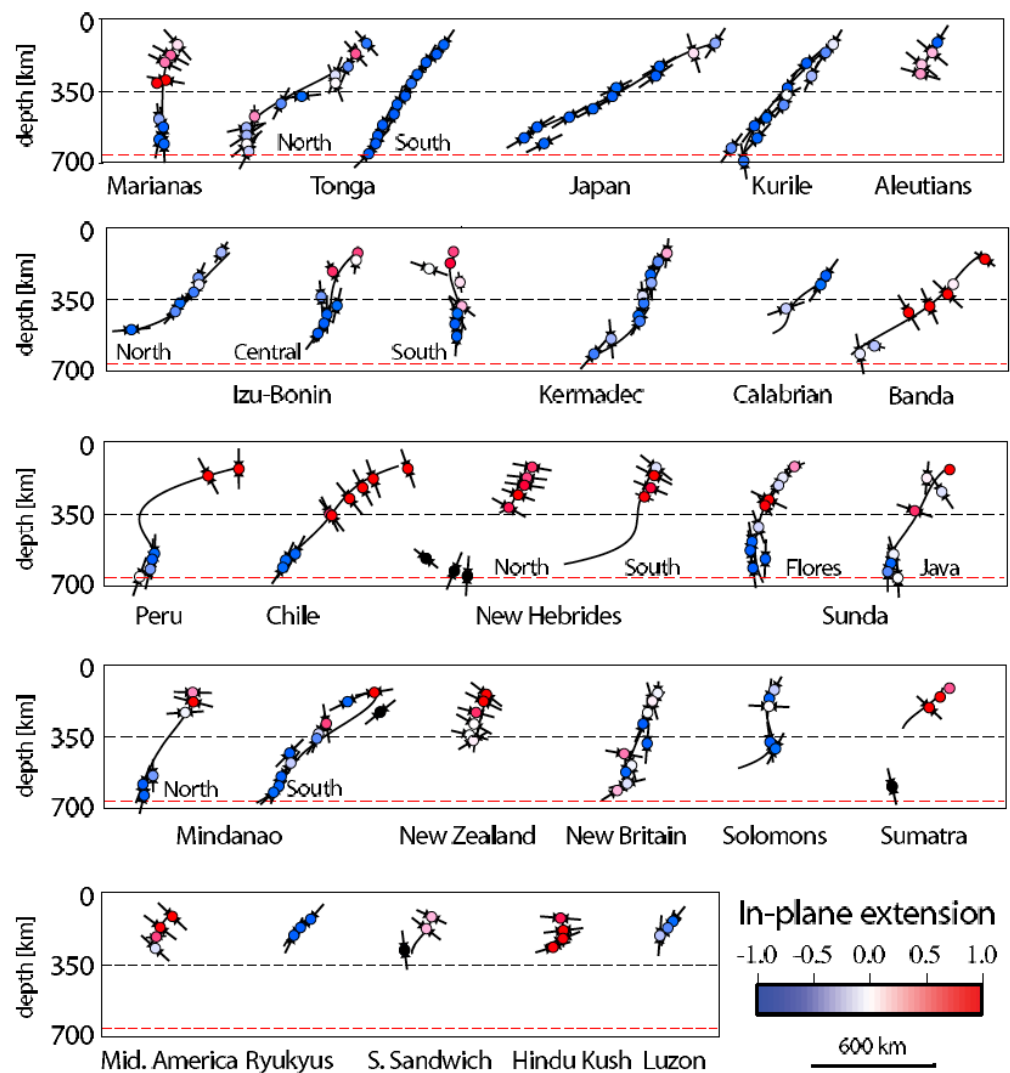 0
depth [km]
350
700
North
South
Marianas
Tonga
Japan
Kurile
Aleutians
0
depth [km]
350
700
North
Central
South
Izu-Bonin
Kermadec
Calabrian
Banda
0
depth [km]
350
700
North
South
Flores
Java
Peru
Chile
New Hebrides
Sunda
0
depth [km]
350
700
North
South
Mindanao
New Zealand
New Britain
Solomons
Sumatra
0
depth [km]
350
700
Mid. America
Ryukyus
S. Sandwich
Hindu Kush
Luzon
In-plane extension
-1.0 -0.5 0.0 0.5 1.0
600 km